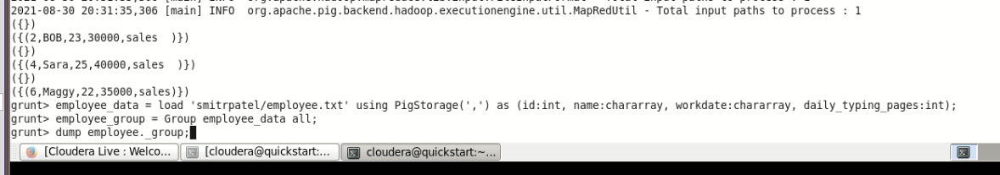 2021-08-30 20:31:35,306 [main] INFO  org.apache.pig.backend.hadoop.executionengine.util.MapRedUtil - Total input paths to process : 1
({})
({(2,BOB,23,30000,sales  )})
({})
({(4,Sara,25,40000,sales  )})
({})
({(6,Maggy,22,35000,sales)})
grunt> employee_data = load 'smitrpatel/employee.txt' using PigStorage(',') as (id:int, name:chararray, workdate:chararray, daily_typing_pages:int);
grunt> employee_group = Group employee_data all;
grunt> dump employee._group;
[Cloudera Live : Welco... [cloudera@quickstart:... cloudera@quickstart:~...